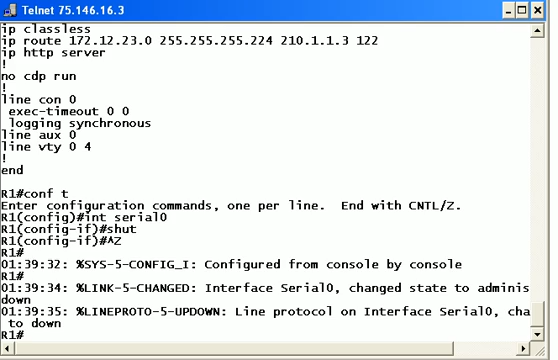 Telnet 75.146.16.3
ip classless
ip route 172.12.23.0 255.255.255.224 210.1.1.3 122
ip http server
!
no cdp run
!
line con 0
 exec-timeout 0 0
 logging synchronous
line aux 0
line vty 0 4
!
end
R1#conf t
Enter configuration commands, one per line.  End with CNTL/Z.
R1(config)#int serial0
R1(config-if)#shut
R1(config-if)#^Z
R1#
01:39:32: %SYS-5-CONFIG_I: Configured from console by console
R1#
01:39:34: %LINK-5-CHANGED: Interface Serial0, changed state to adminis
down
01:39:35: %LINEPROTO-5-UPDOWN: Line protocol on Interface Serial0, cha
 to down
R1#